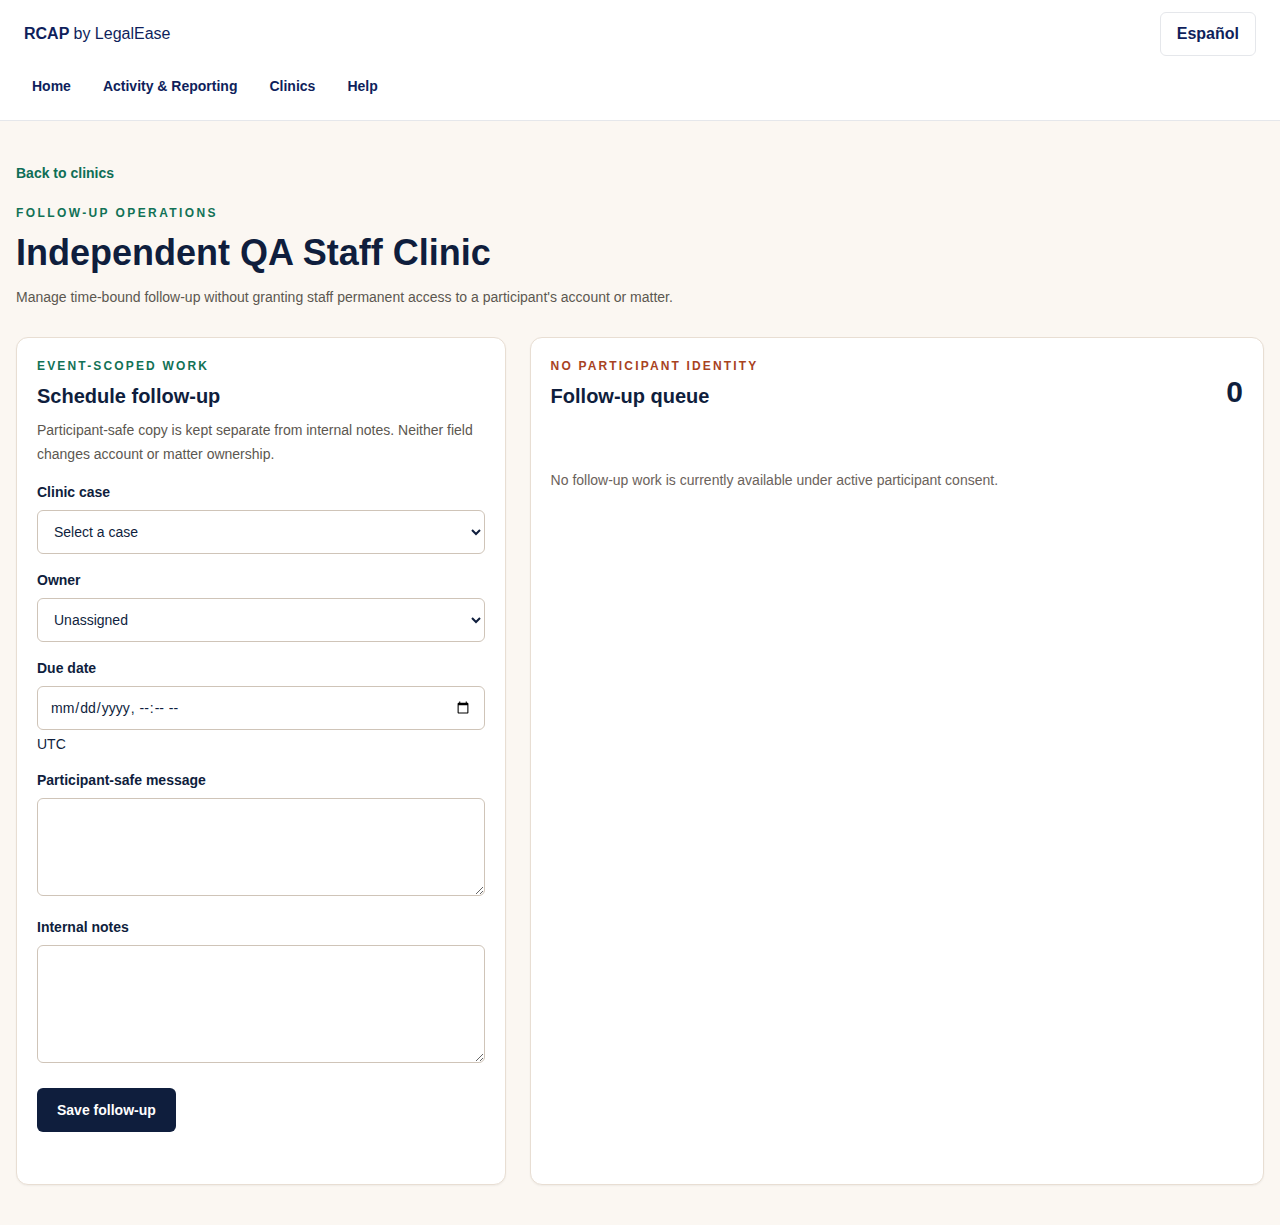 RCAP by LegalEase
Español
Home
Activity & Reporting
Clinics
Help
Back to clinics
FOLLOW-UP OPERATIONS
Independent QA Staff Clinic
Manage time-bound follow-up without granting staff permanent access to a participant's account or matter.
EVENT-SCOPED WORK
Schedule follow-up
Participant-safe copy is kept separate from internal notes. Neither field
changes account or matter ownership.
Clinic case
Select a case
Owner
Unassigned
Due date
mm/dd/yyyy, --:-- --
UTC
Participant-safe message
Internal notes
Save follow-up
NO PARTICIPANT IDENTITY
Follow-up queue
0
No follow-up work is currently available under active participant consent.